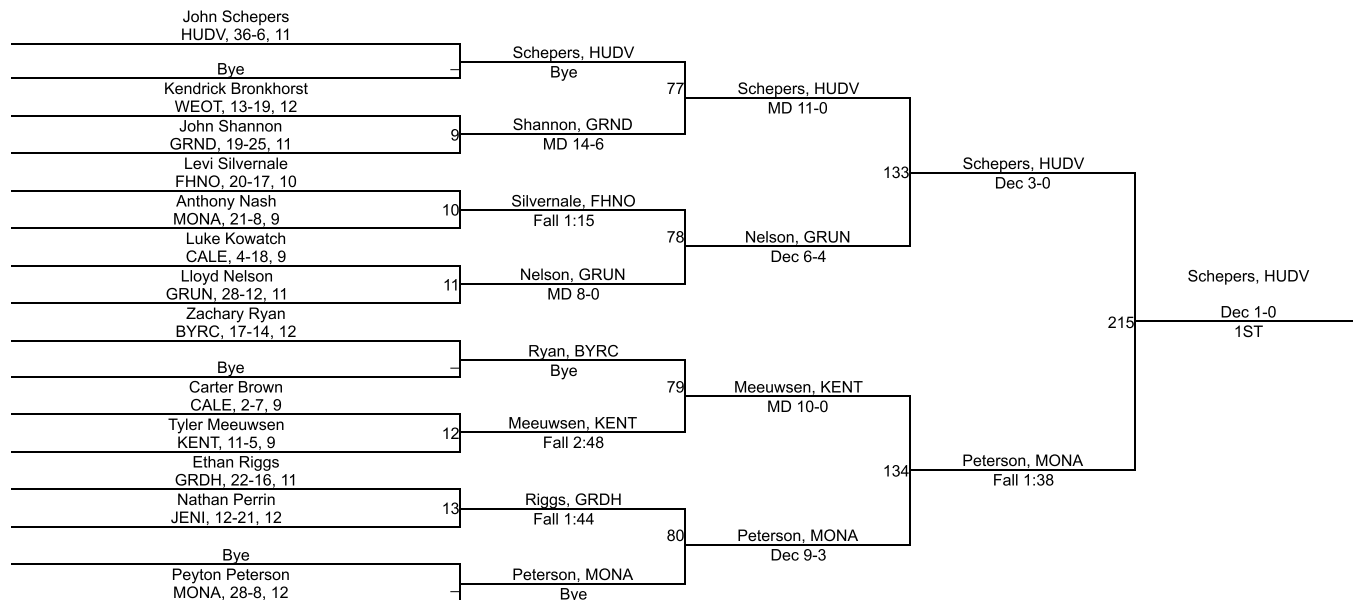 John Schepers
HUDV, 36-6, 11
Bye
Kendrick Bronkhorst
WEOT, 13-19, 12
John Shannon
GRND, 19-25, 11
Levi Silvernale
FHNO, 20-17, 10
Anthony Nash
MONA, 21-8, 9
Luke Kowatch
CALE, 4-18, 9
Lloyd Nelson
GRUN, 28-12, 11
Zachary Ryan
BYRC, 17-14, 12
Bye
Carter Brown
CALE, 2-7, 9
Tyler Meeuwsen
KENT, 11-5, 9
Ethan Riggs
GRDH, 22-16, 11
Nathan Perrin
JENI, 12-21, 12
Bye
Peyton Peterson
MONA, 28-8, 12
9
10
11
12
13
Schepers, HUDV
Bye
Shannon, GRND
MD 14-6
Silvernale, FHNO
Fall 1:15
Nelson, GRUN
MD 8-0
Ryan, BYRC
Bye
Meeuwsen, KENT
Fall 2:48
Riggs, GRDH
Fall 1:44
Peterson, MONA
Bye
77
78
79
80
Schepers, HUDV
MD 11-0
Nelson, GRUN
Dec 6-4
Meeuwsen, KENT
MD 10-0
Peterson, MONA
Dec 9-3
133
134
Schepers, HUDV
Dec 3-0
Peterson, MONA
Fall 1:38
215
Schepers, HUDV
Dec 1-0
1ST